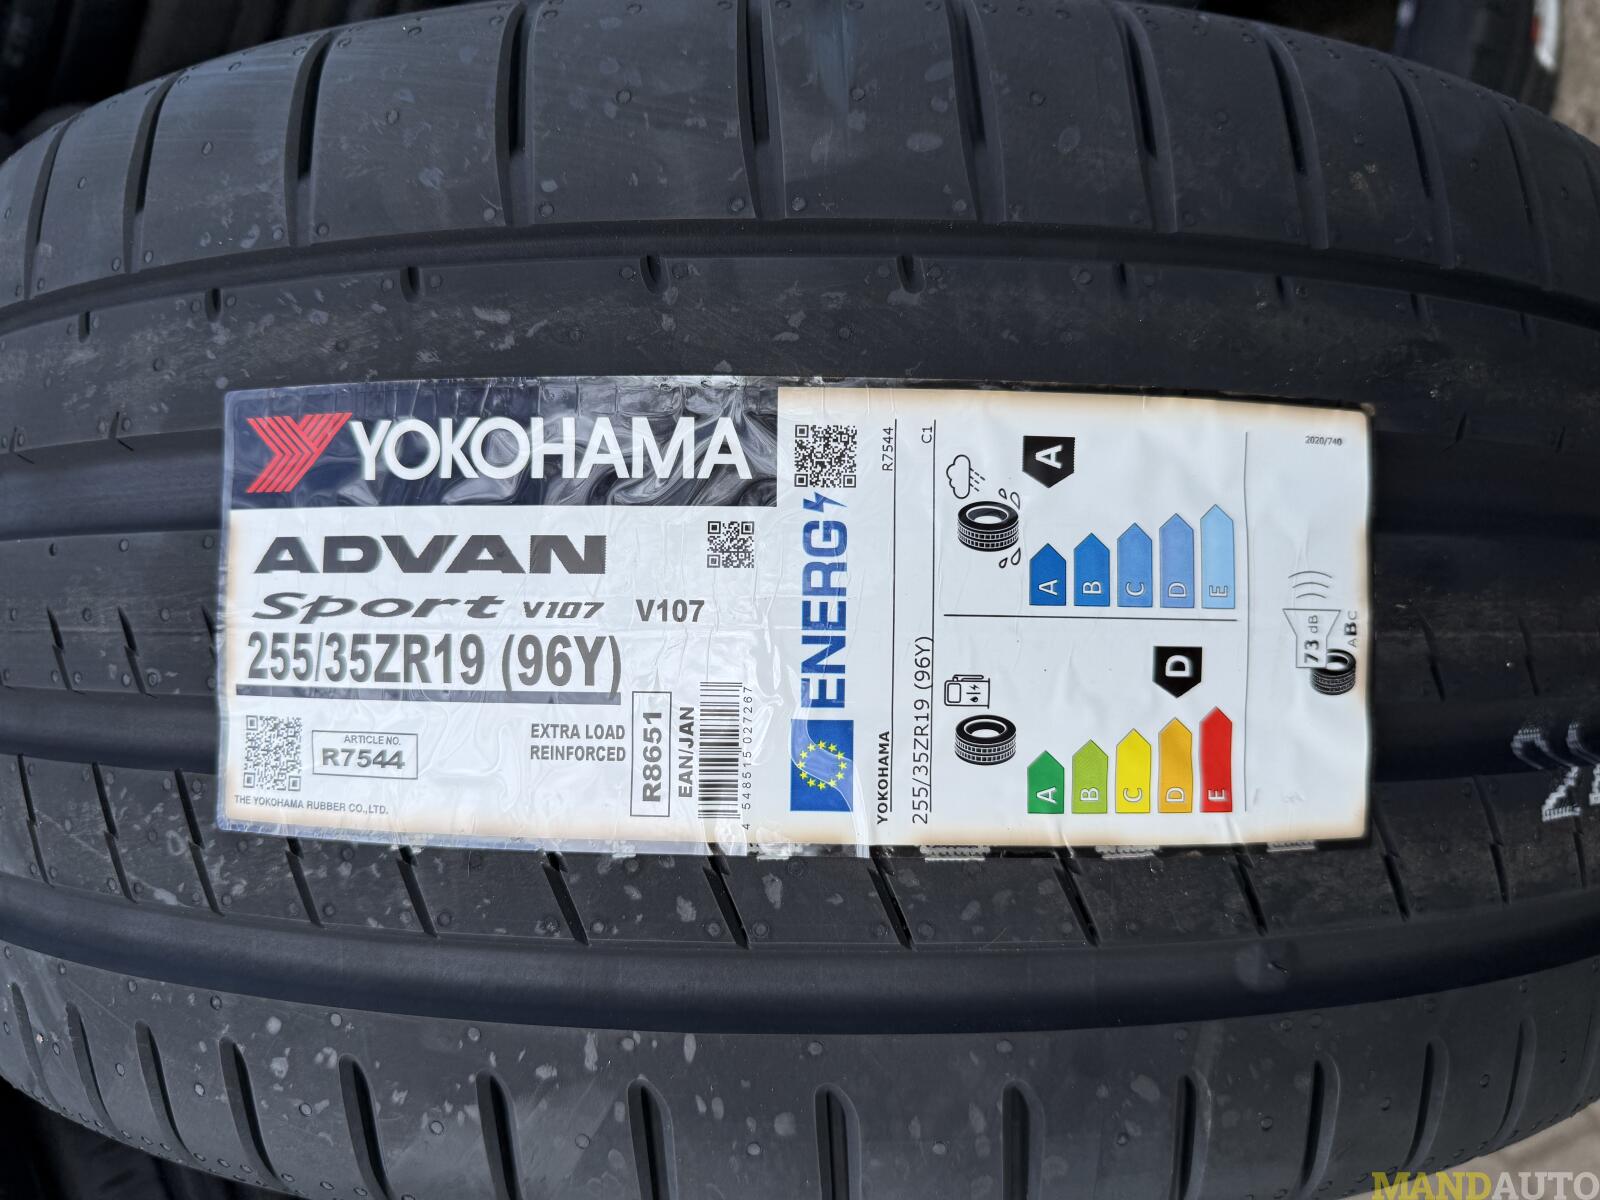 YOKOHAMA
ADVAN
Sport V107 V107
255/35ZR19 (96Y)
EXTRA LOAD
REINFORCED
ARTICLE NO.
R7544
THE YOKOHAMA RUBBER CO.,LTD.
R8651
EAN/JAN
4 548515 027267
ENERG
YOKOHAMA
R7544
255/35ZR19 (96Y)
C1
A
A B C D E
D
A B C D E
73 dB
ABC
2020/740
MANDAUTO